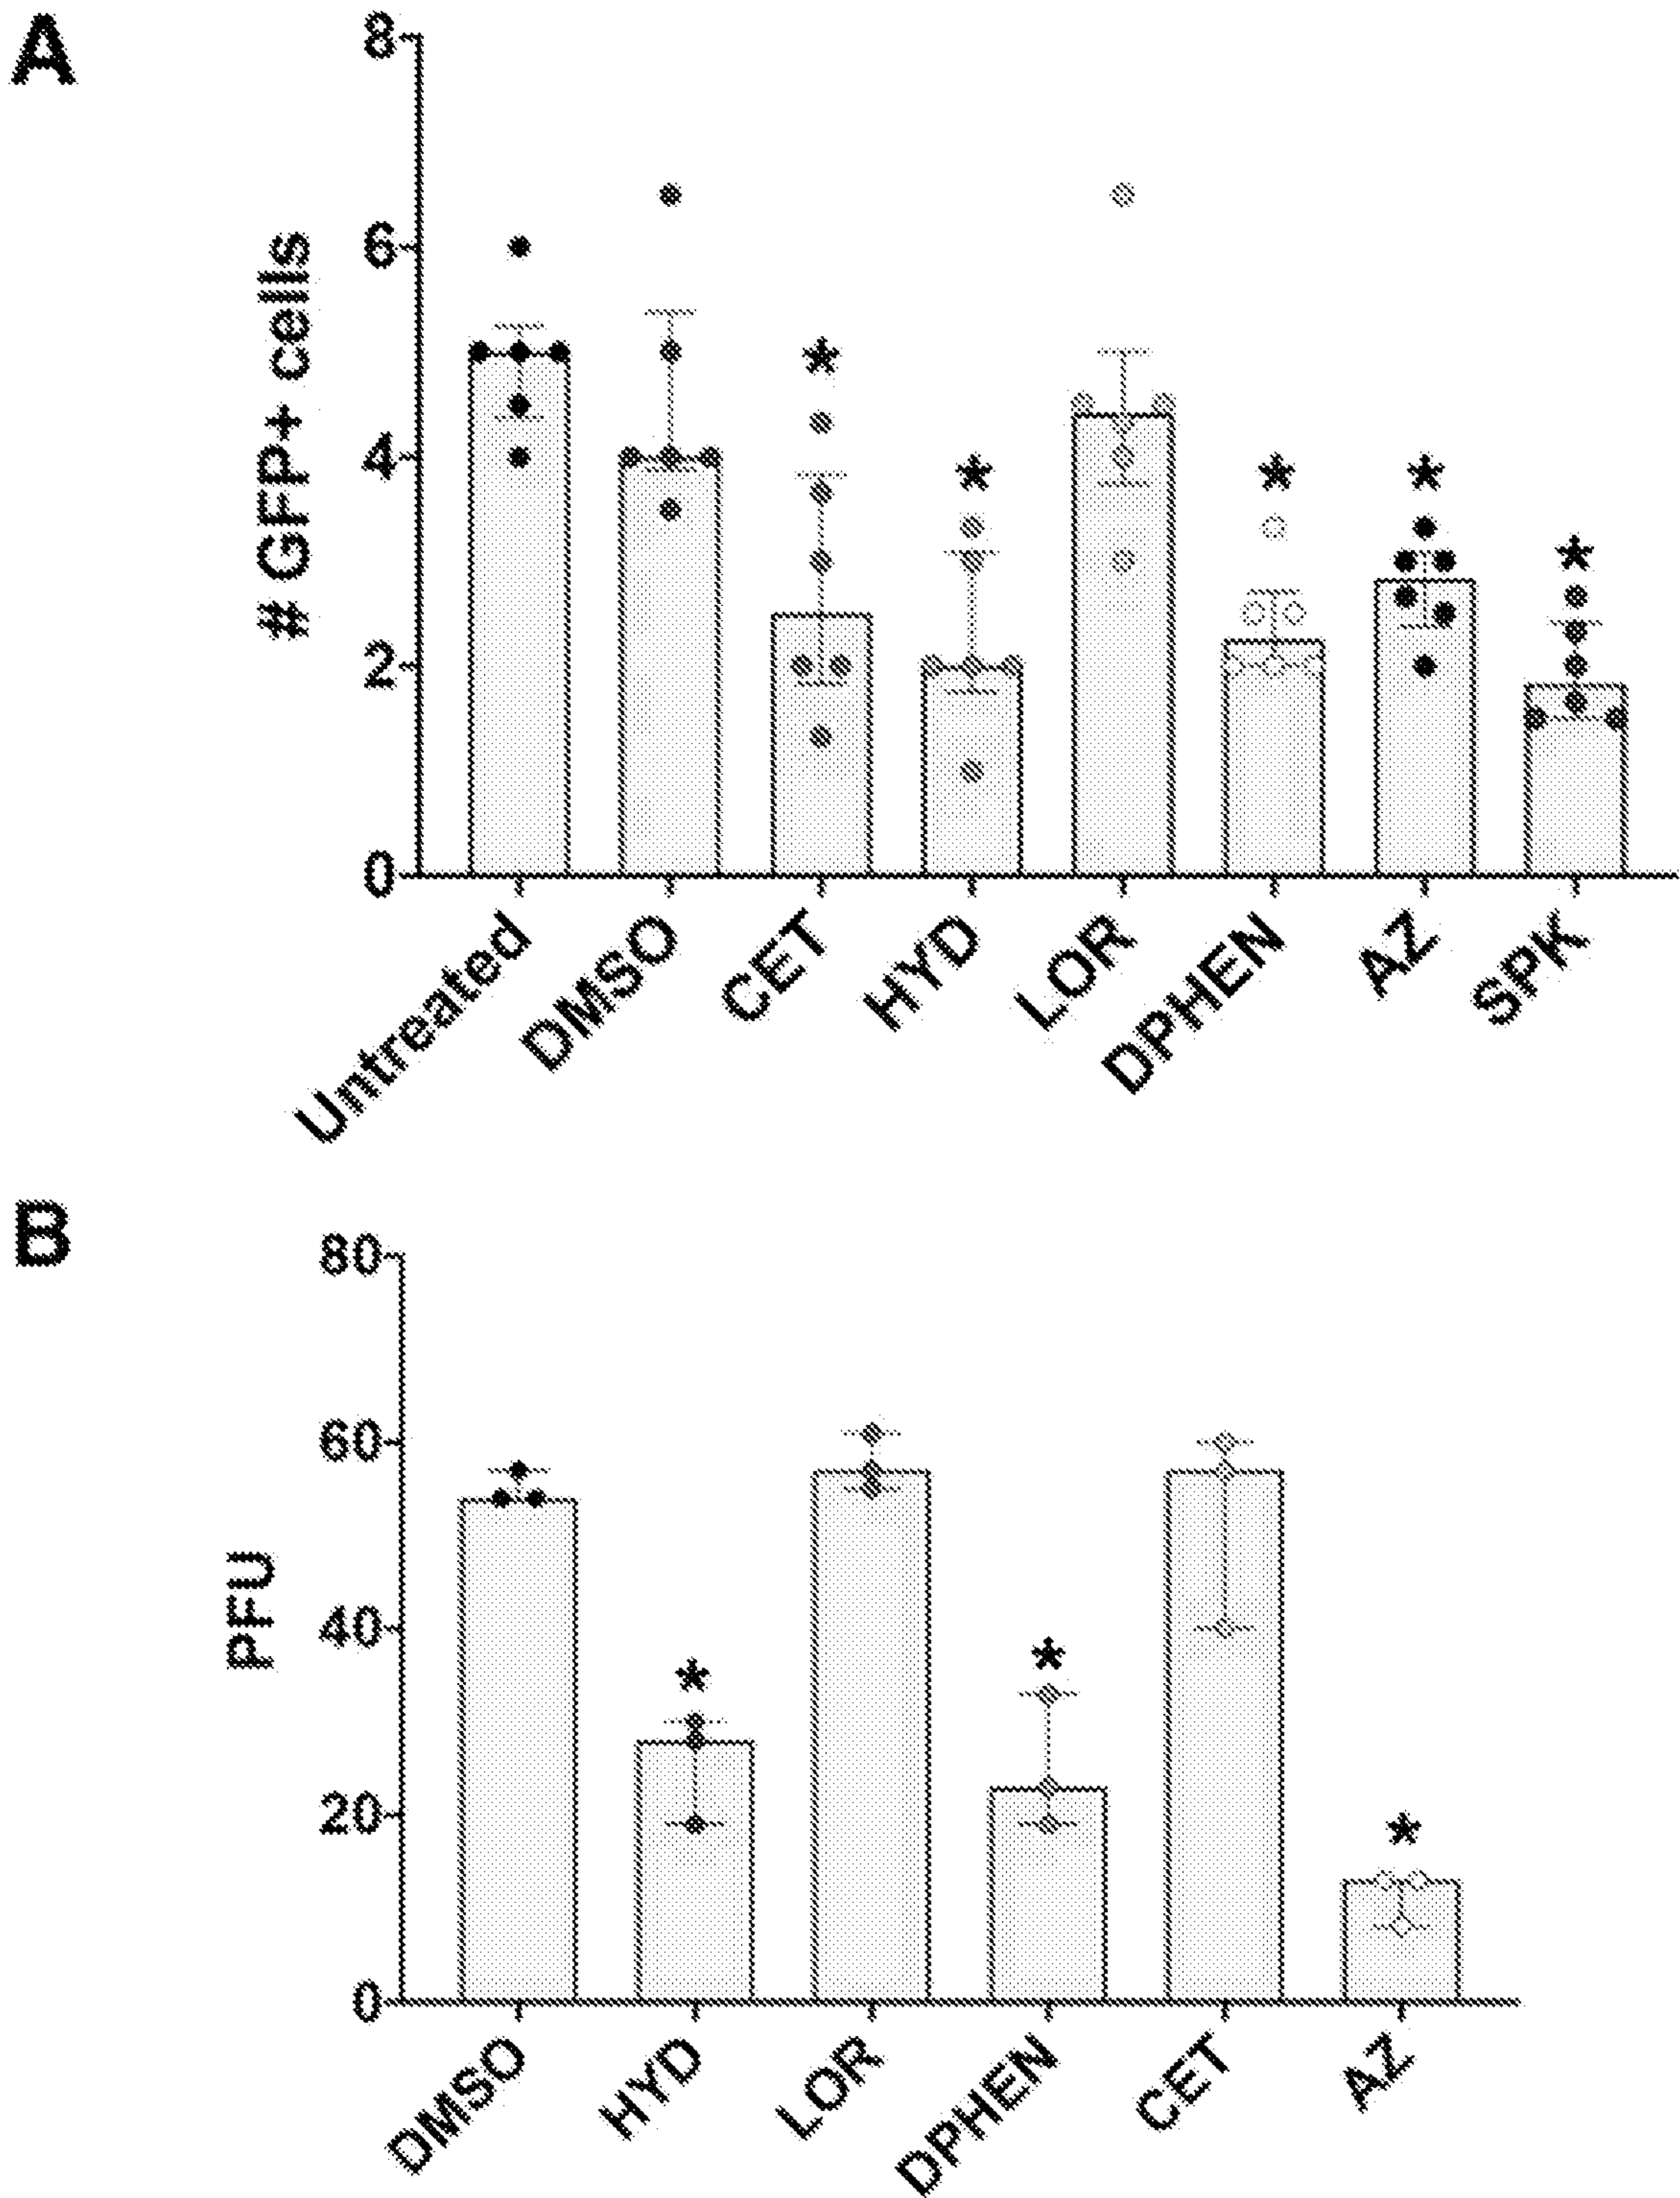 A
8
6
4
2
0
# GFP+ cells
*
*
*
*
*
Untreated
DMSO
CET
HYD
LOR
DPHEN
AZ
SPK
B
80
60
40
20
0
PFU
*
*
*
DMSO
HYD
LOR
DPHEN
CET
AZ